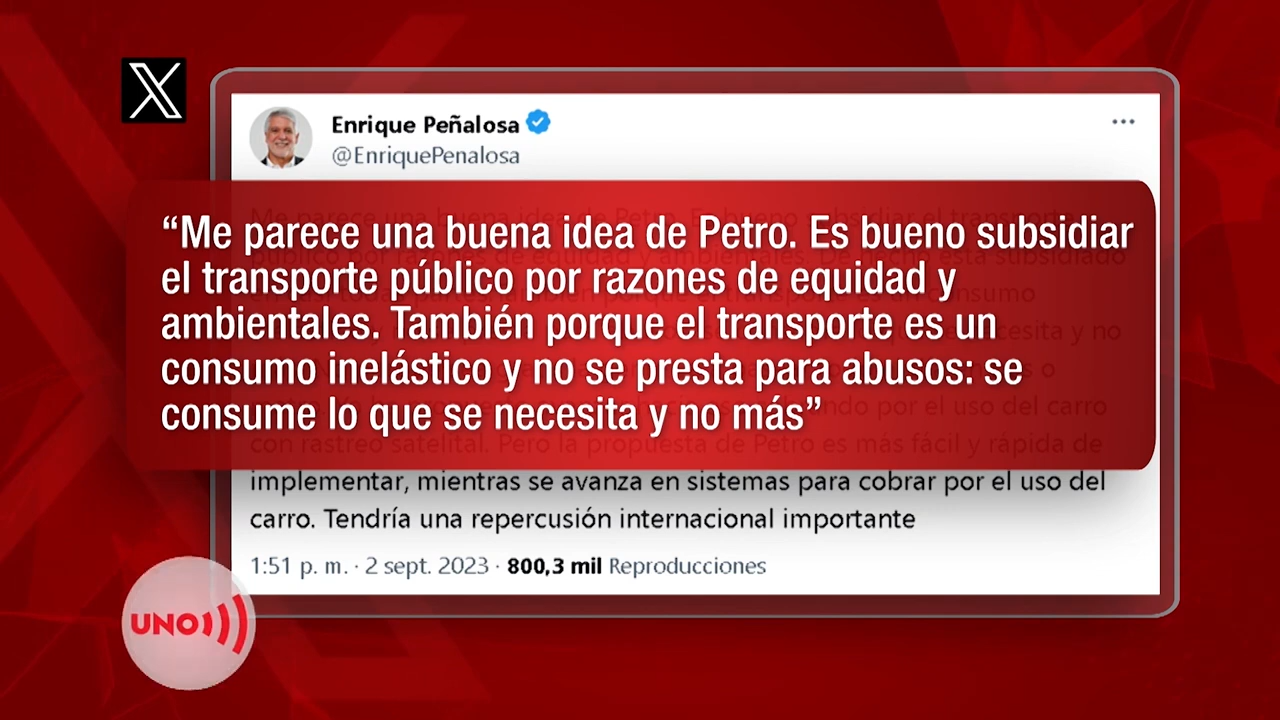 X
Enrique Peñalosa
@EnriquePenalosa
“Me parece una buena idea de Petro. Es bueno subsidiar
el transporte público por razones de equidad y
ambientales. También porque el transporte es un
consumo inelástico y no se presta para abusos: se
consume lo que se necesita y no más”
con rastreo satelital. Pero la propuesta de Petro es más fácil y rápida de
implementar, mientras se avanza en sistemas para cobrar por el uso del
carro. Tendría una repercusión internacional importante
1:51 p. m. · 2 sept. 2023 · 800,3 mil Reproducciones
UNO